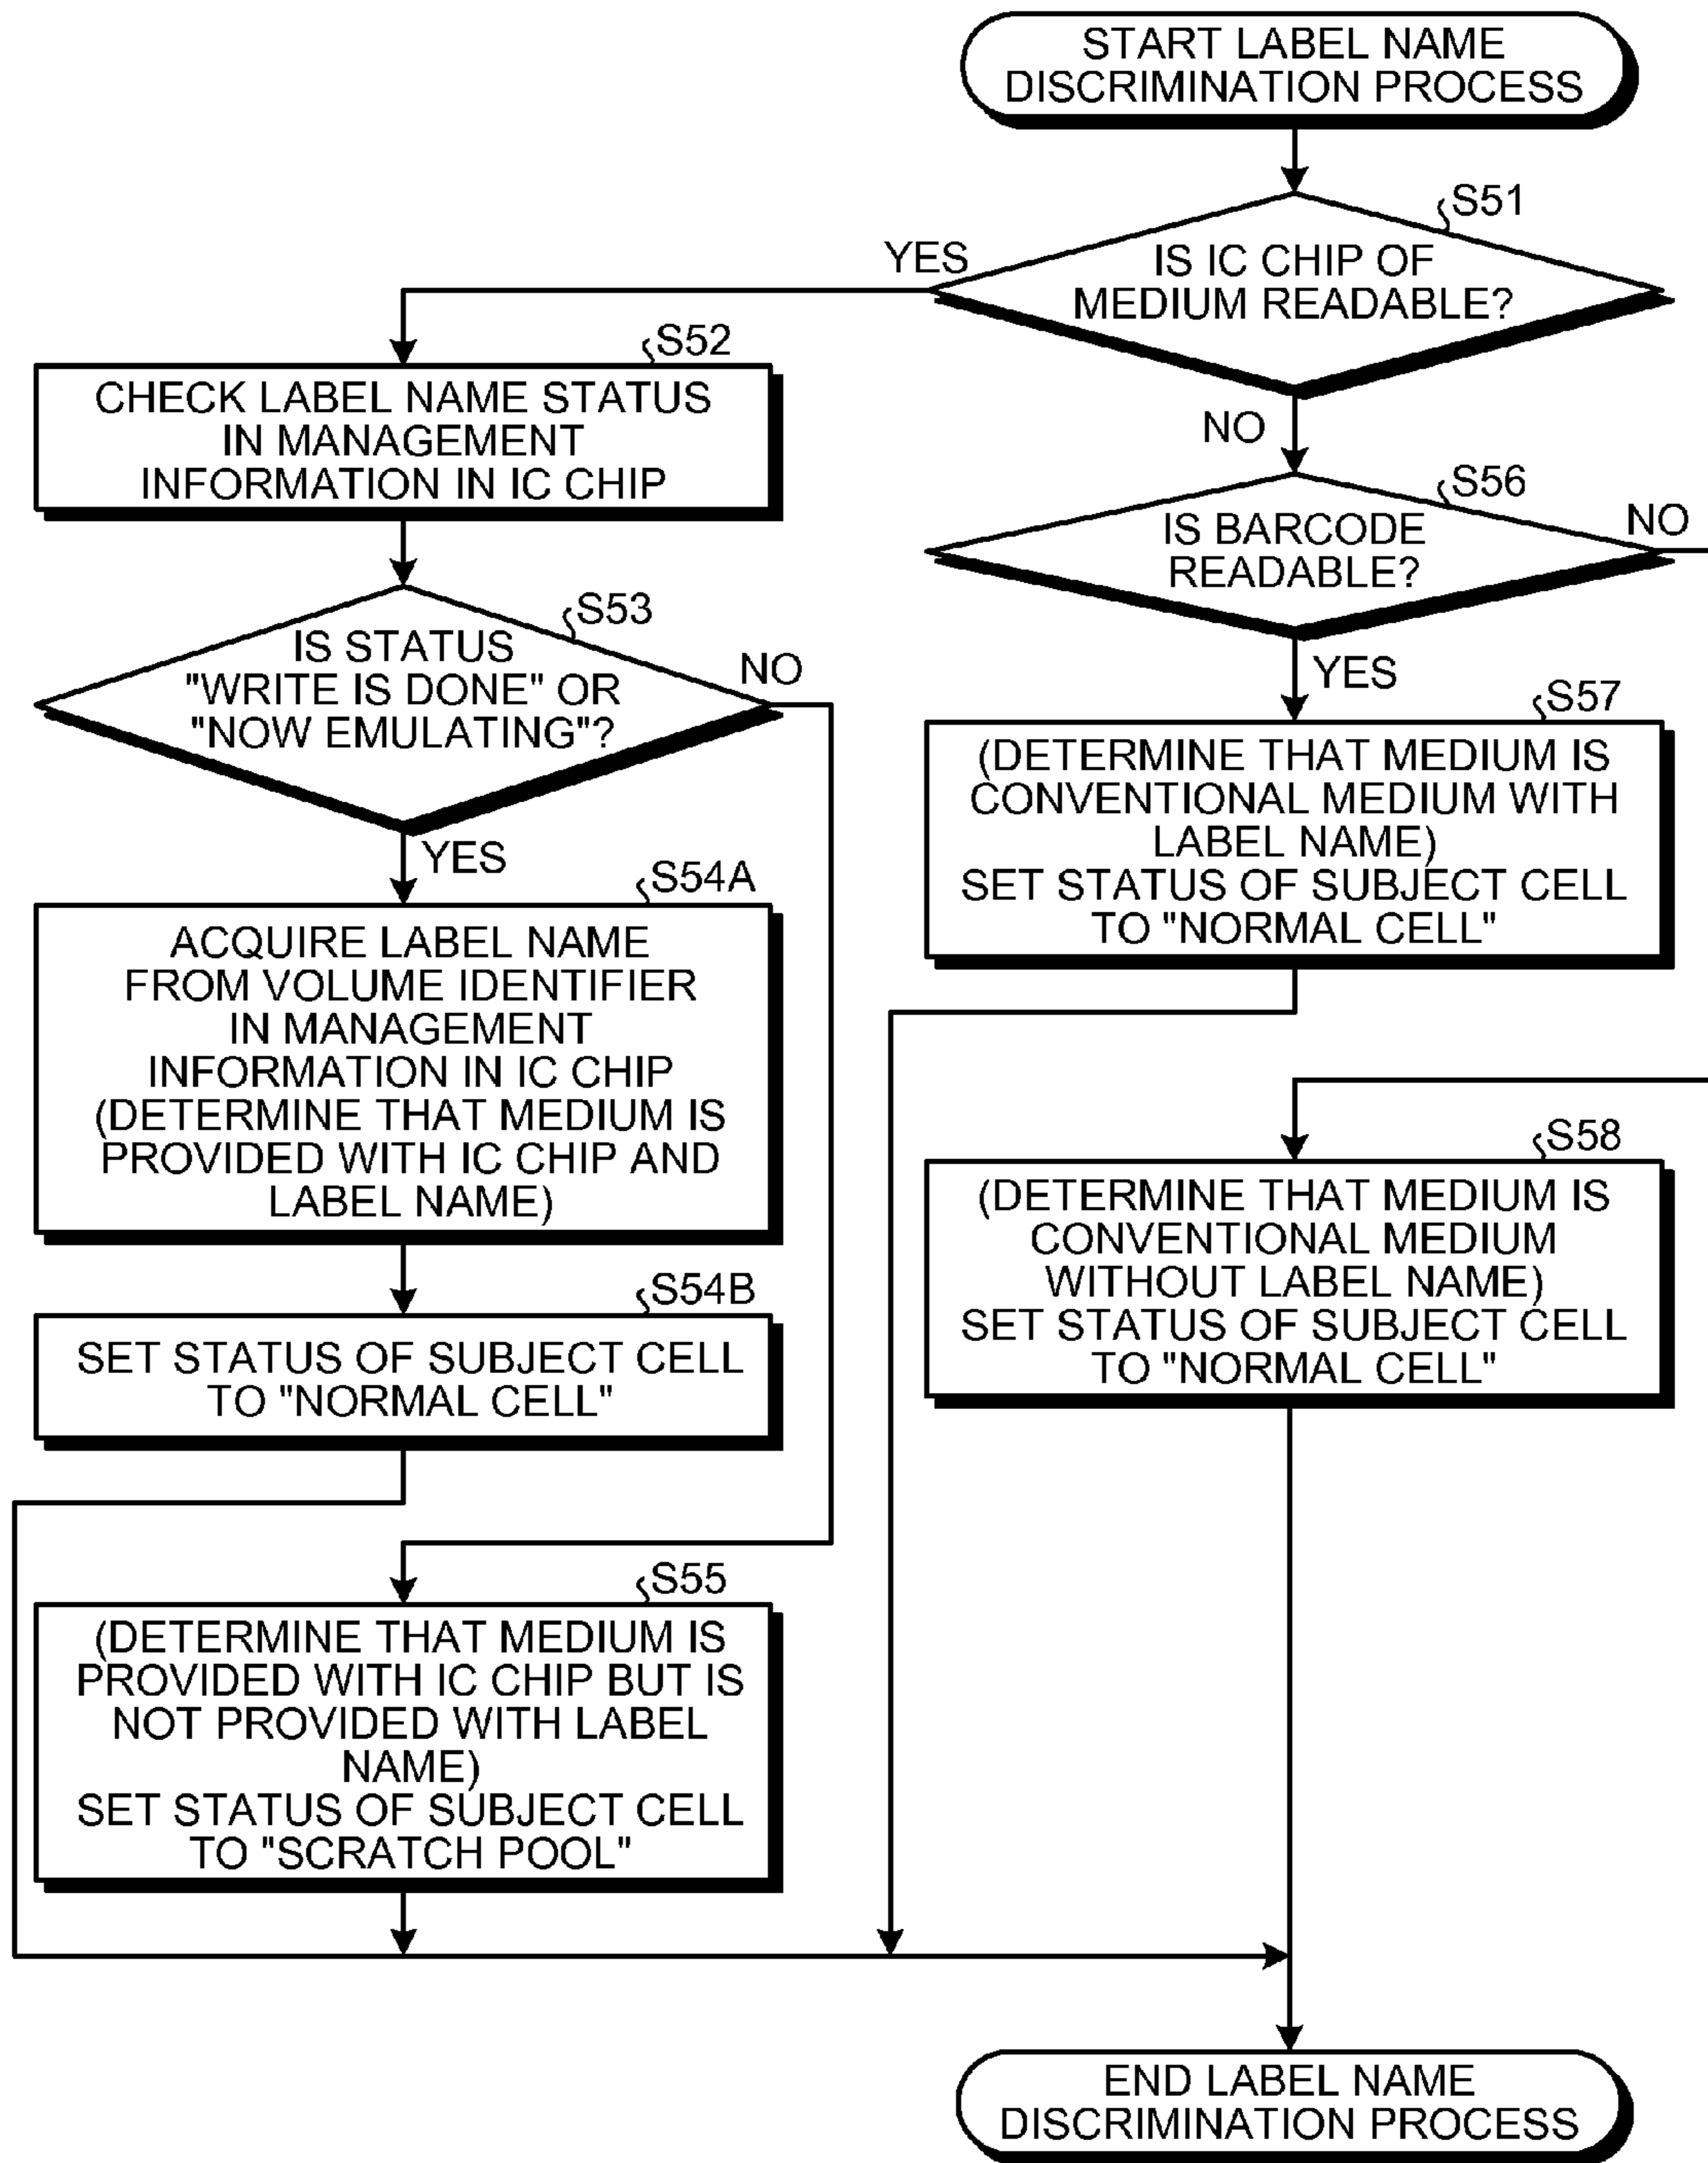 START LABEL NAME
DISCRIMINATION PROCESS
S51
IS IC CHIP OF
MEDIUM READABLE?
YES
NO
S52
CHECK LABEL NAME STATUS
IN MANAGEMENT
INFORMATION IN IC CHIP
S53
IS STATUS
"WRITE IS DONE" OR
"NOW EMULATING"?
NO
YES
S54A
ACQUIRE LABEL NAME
FROM VOLUME IDENTIFIER
IN MANAGEMENT
INFORMATION IN IC CHIP
(DETERMINE THAT MEDIUM IS
PROVIDED WITH IC CHIP AND
LABEL NAME)
S54B
SET STATUS OF SUBJECT CELL
TO "NORMAL CELL"
S55
(DETERMINE THAT MEDIUM IS
PROVIDED WITH IC CHIP BUT IS
NOT PROVIDED WITH LABEL
NAME)
SET STATUS OF SUBJECT CELL
TO "SCRATCH POOL"
S56
IS BARCODE
READABLE?
NO
YES
S57
(DETERMINE THAT MEDIUM IS
CONVENTIONAL MEDIUM WITH
LABEL NAME)
SET STATUS OF SUBJECT CELL
TO "NORMAL CELL"
S58
(DETERMINE THAT MEDIUM IS
CONVENTIONAL MEDIUM
WITHOUT LABEL NAME)
SET STATUS OF SUBJECT CELL
TO "NORMAL CELL"
END LABEL NAME
DISCRIMINATION PROCESS